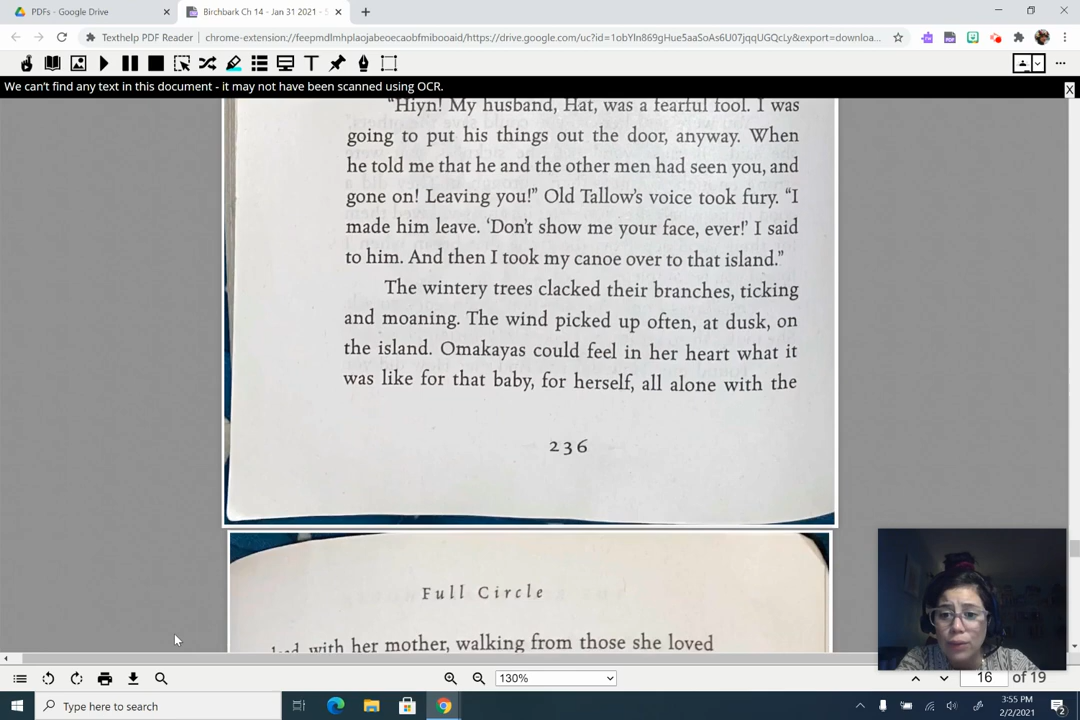 PDFs - Google Drive
Birchbark Ch 14 - Jan 31 2021 -
Texthelp PDF Reader
chrome-extension://feepmdlmhplaojabeoecaobfmibooaid/https://drive.google.com/uc?id=1obYln869gHue5aaSoAs6U07jqqUGQcLy&export=downloa...
We can't find any text in this document - it may not have been scanned using OCR.
X
"Hiyn! My husband, Hat, was a fearful fool. I was
going to put his things out the door, anyway. When
he told me that he and the other men had seen you, and
gone on! Leaving you!" Old Tallow's voice took fury. "I
made him leave. 'Don't show me your face, ever!' I said
to him. And then I took my canoe over to that island."
The wintery trees clacked their branches, ticking
and moaning. The wind picked up often, at dusk, on
the island. Omakayas could feel in her heart what it
was like for that baby, for herself, all alone with the
236
Full Circle
with her mother, walking from those she loved
130%
16 of 19
Type here to search
3:55 PM
2/2/2021
2